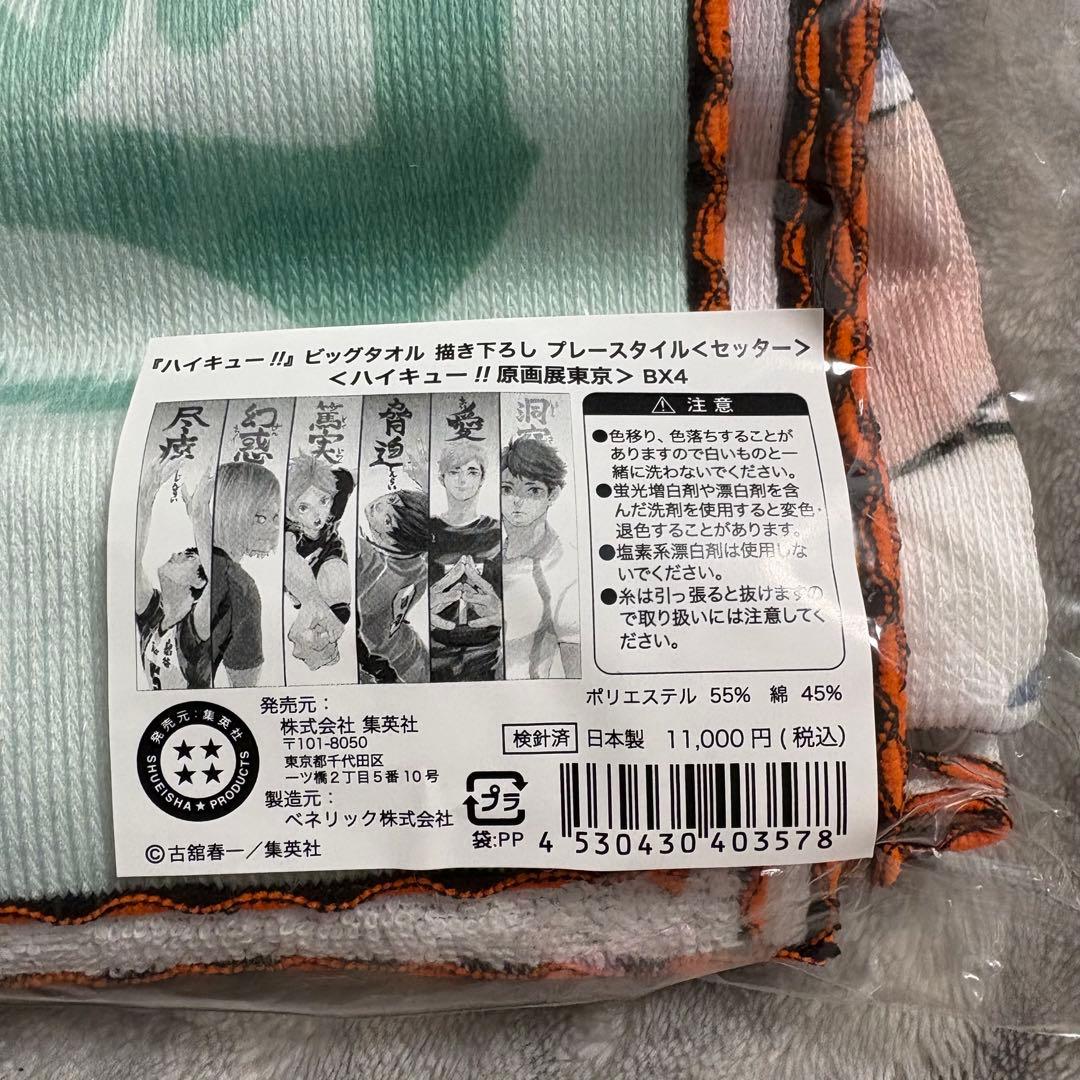 『ハイキュー!!』ビッグタオル 描き下ろし プレースタイル<セッター>
<ハイキュー!!原画展東京> BX4
尽瘁
じんすい
幻惑
篤実
脅迫
愛
洞察
⚠ 注意
●色移り、色落ちすることが
ありますので白いものと一
緒に洗わないでください。
●蛍光増白剤や漂白剤を含
んだ洗剤を使用すると変色・
退色することがあります。
●塩素系漂白剤は使用しな
いでください。
●糸は引っ張ると抜けますの
で取り扱いには注意してく
ださい。
ポリエステル 55% 綿 45%
検針済 日本製 11,000円(税込)
発売元:
株式会社 集英社
〒101-8050
東京都千代田区
一ツ橋2丁目5番10号
製造元:
ベネリック株式会社
発売元:集英社
SHUEISHA★PRODUCTS
プラ
袋:PP
4 530430 403578
©古舘春一/集英社